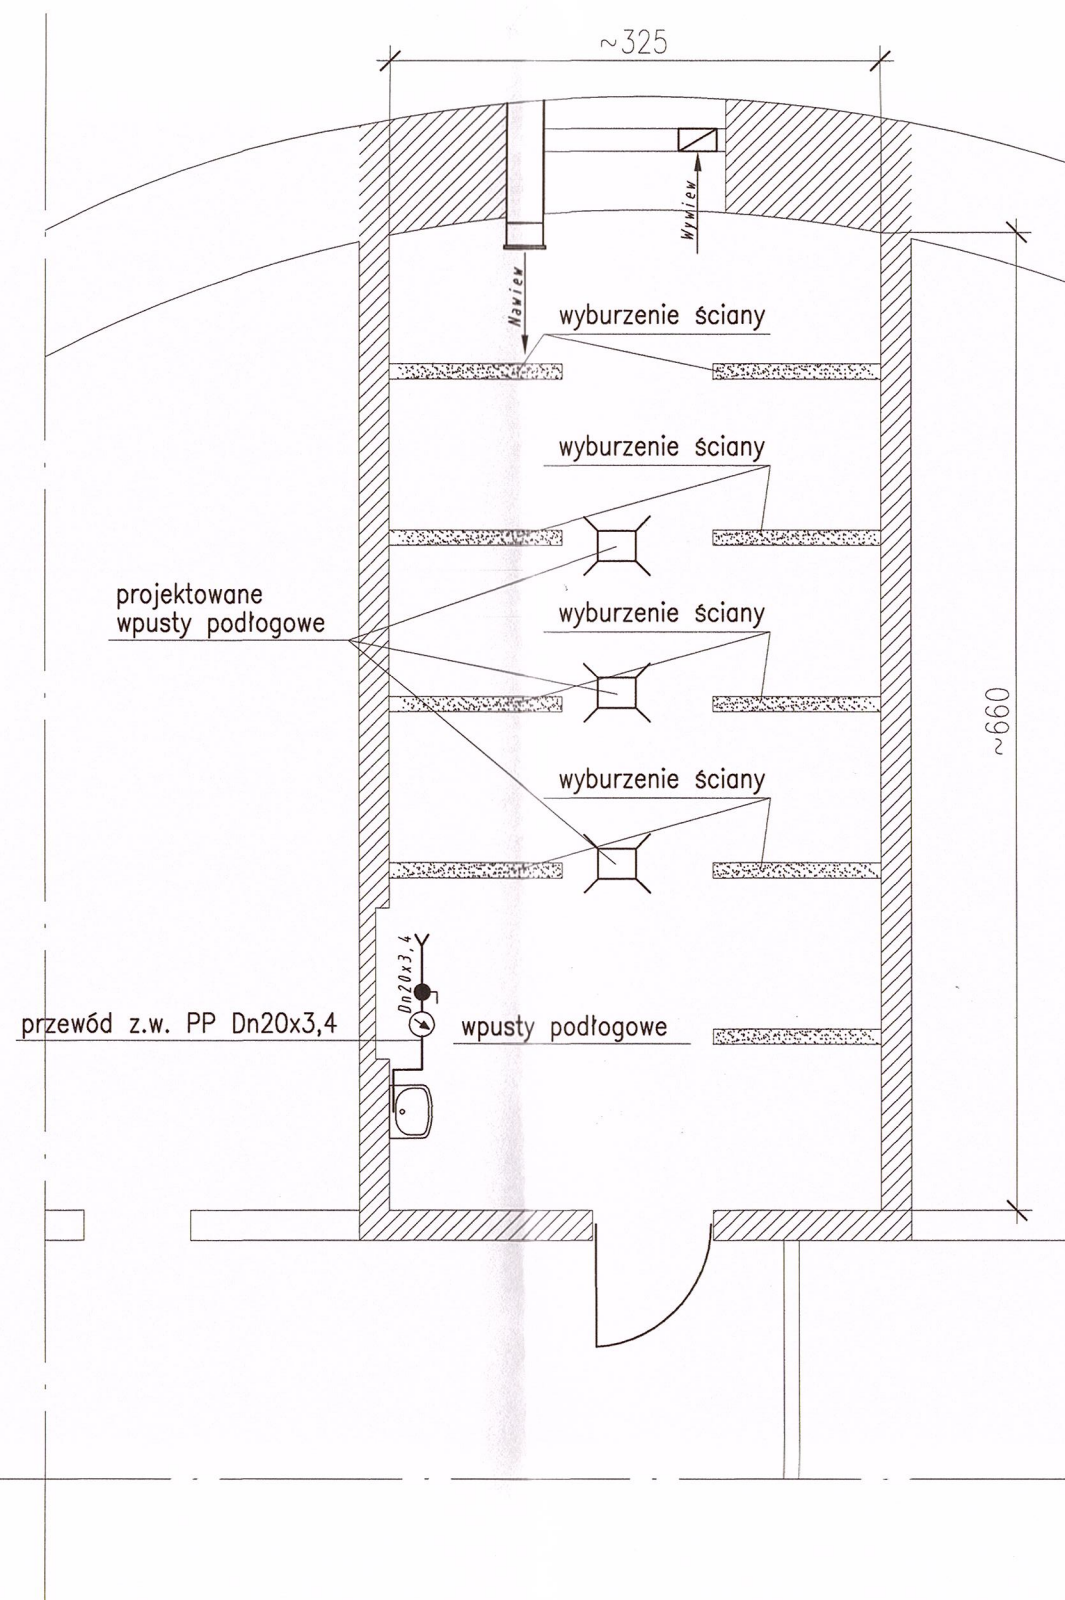 ~325
Wywiew
Nawiew
wyburzenie ściany
wyburzenie ściany
projektowane
wpusty podłogowe
wyburzenie ściany
~660
wyburzenie ściany
Dn20x3,4
przewód z.w. PP Dn20x3,4
wpusty podłogowe